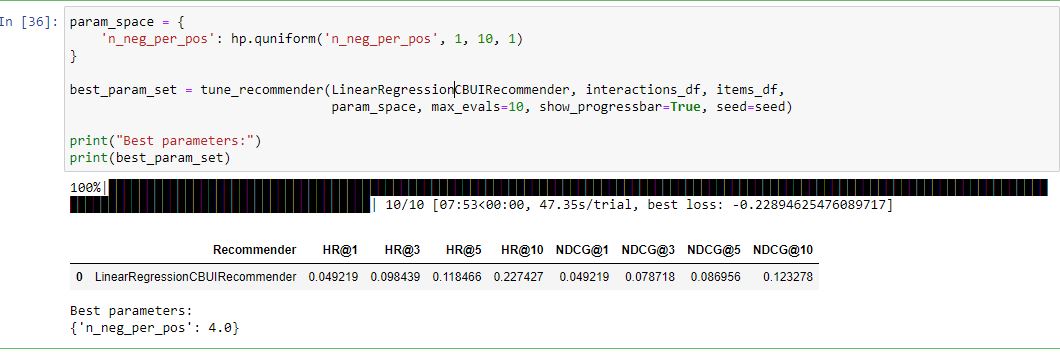 In [36]: param_space = {
    'n_neg_per_pos': hp.quniform('n_neg_per_pos', 1, 10, 1)
}
best_param_set = tune_recommender(LinearRegressionCBUIRecommender, interactions_df, items_df,
                                  param_space, max_evals=10, show_progressbar=True, seed=seed)
print("Best parameters:")
print(best_param_set)
100%|
| 10/10 [07:53<00:00, 47.35s/trial, best loss: -0.22894625476089717]
Recommender HR@1 HR@3 HR@5 HR@10 NDCG@1 NDCG@3 NDCG@5 NDCG@10
0 LinearRegressionCBUIRecommender 0.049219 0.098439 0.118466 0.227427 0.049219 0.078718 0.086956 0.123278
Best parameters:
{'n_neg_per_pos': 4.0}